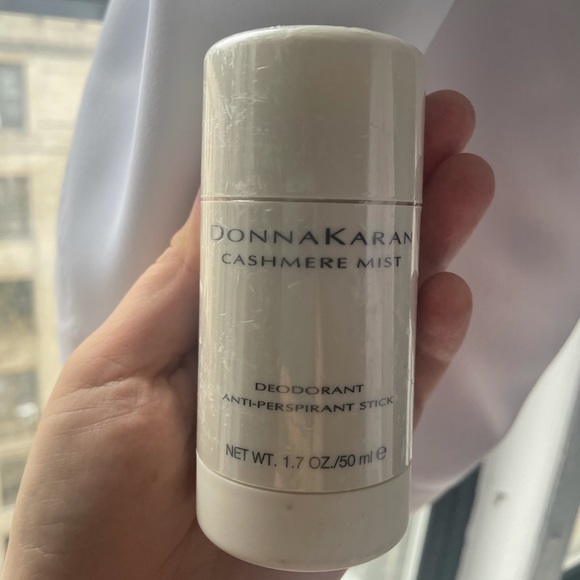 DONNAKARAN
CASHMERE MIST
DEODORANT
ANTI-PERSPIRANT STICK
NET WT. 1.7 OZ./50 ml e